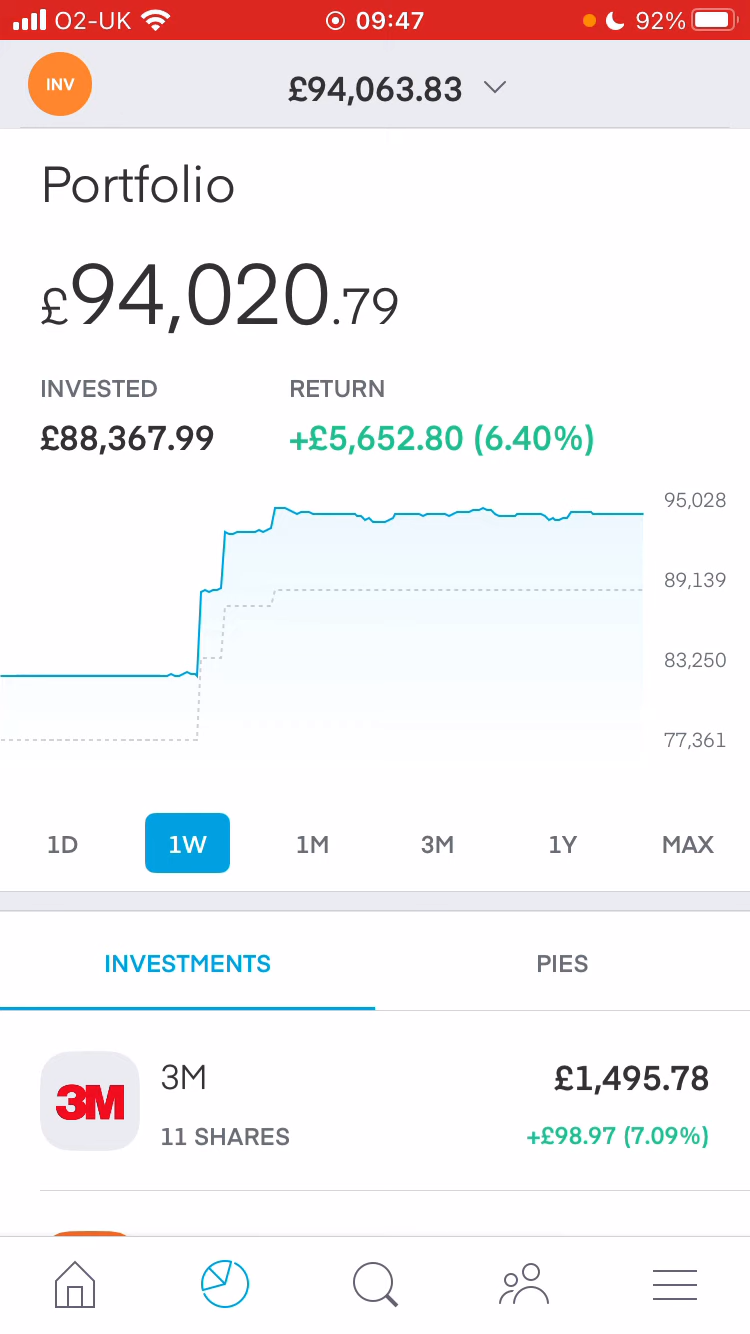 O2-UK 09:47 92%
INV £94,063.83
Portfolio
£94,020.79
INVESTED RETURN
£88,367.99 +£5,652.80 (6.40%)
95,028
89,139
83,250
77,361
1D 1W 1M 3M 1Y MAX
INVESTMENTS PIES
3M 3M £1,495.78
11 SHARES +£98.97 (7.09%)